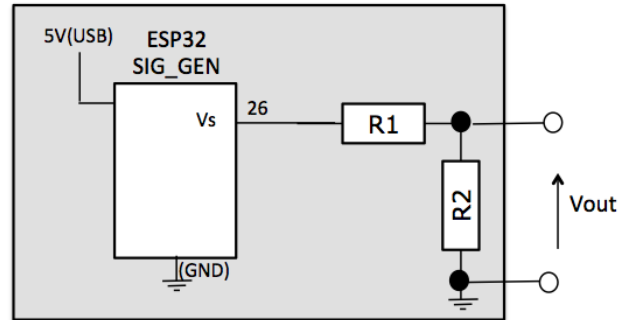 5V(USB)
ESP32
SIG_GEN
Vs
26
R1
R2
Vout
(GND)